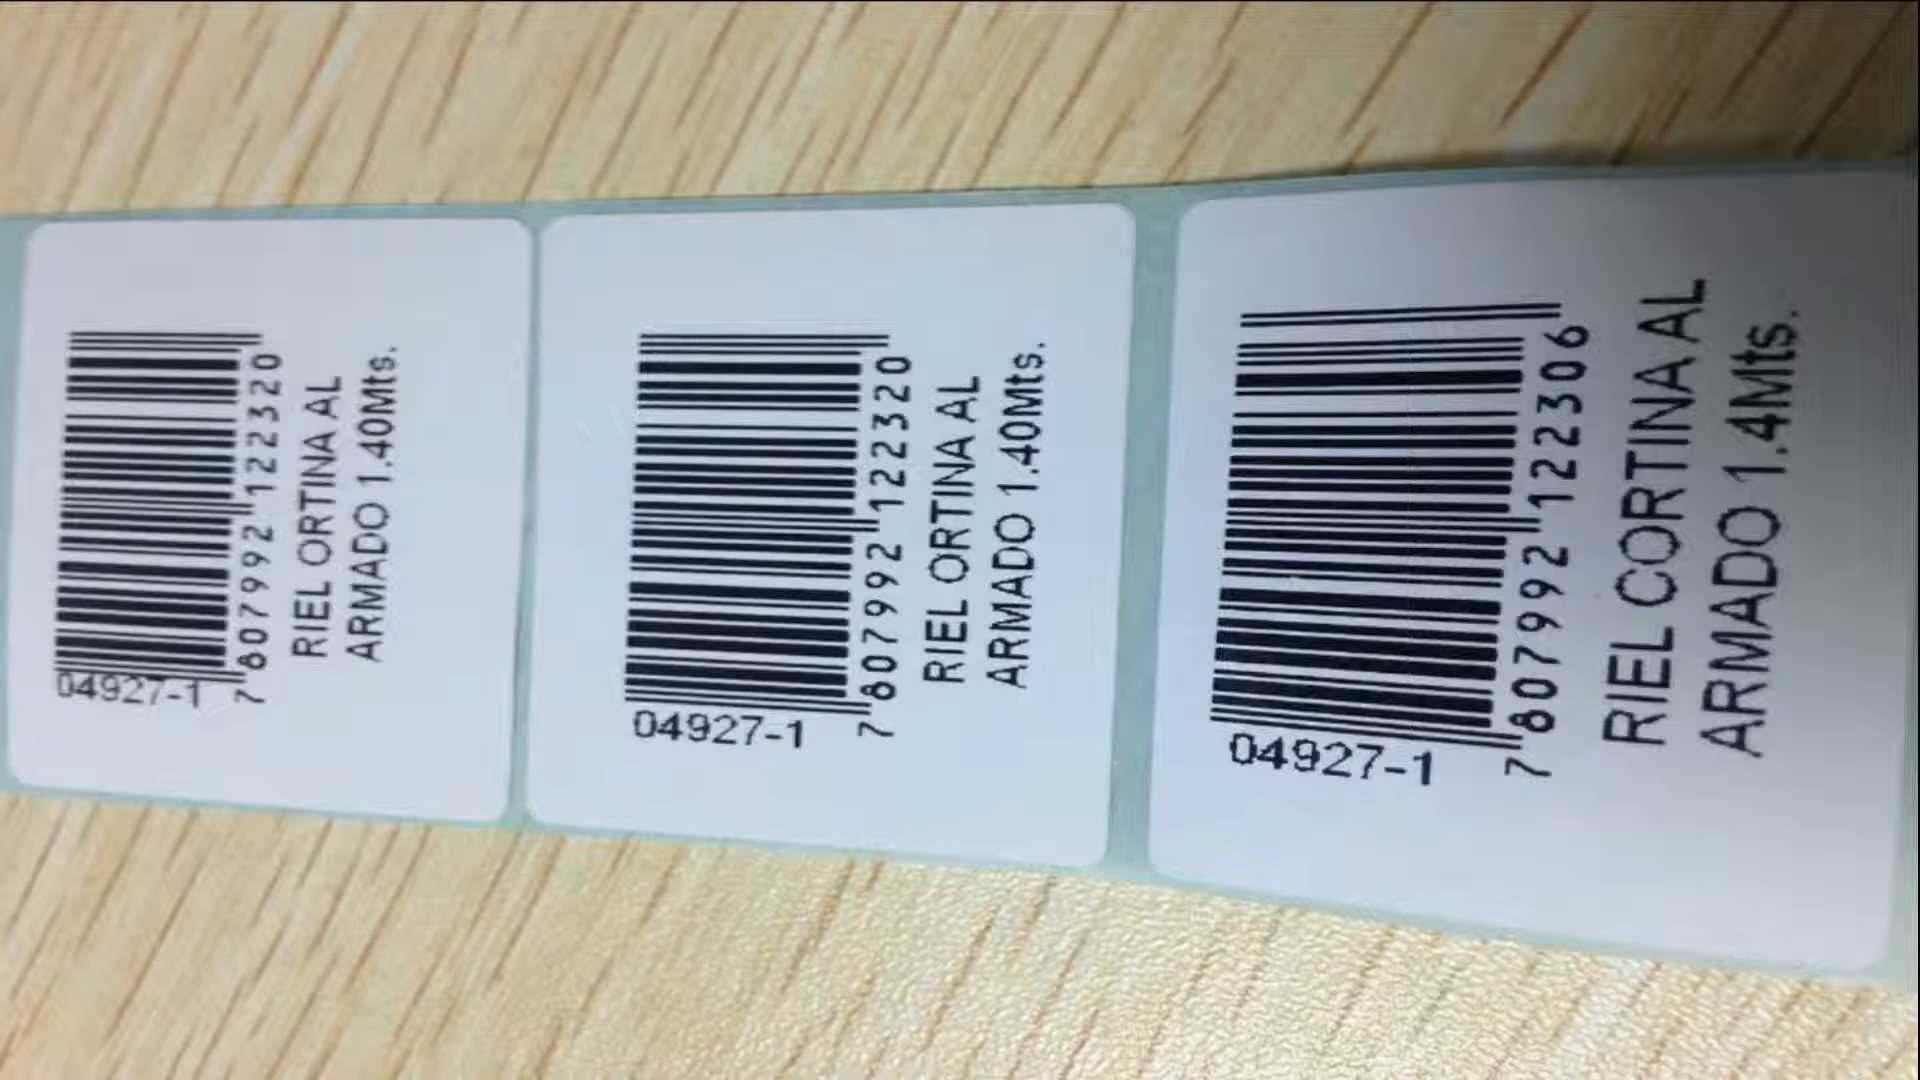 04927-1
7 807992 122320
RIEL ORTINA AL
ARMADO 1.40Mts.
04927-1
7 807992 122320
RIEL ORTINA AL
ARMADO 1.40Mts.
04927-1
7 807992 122306
RIEL CORTINA AL
ARMADO 1.4Mts.